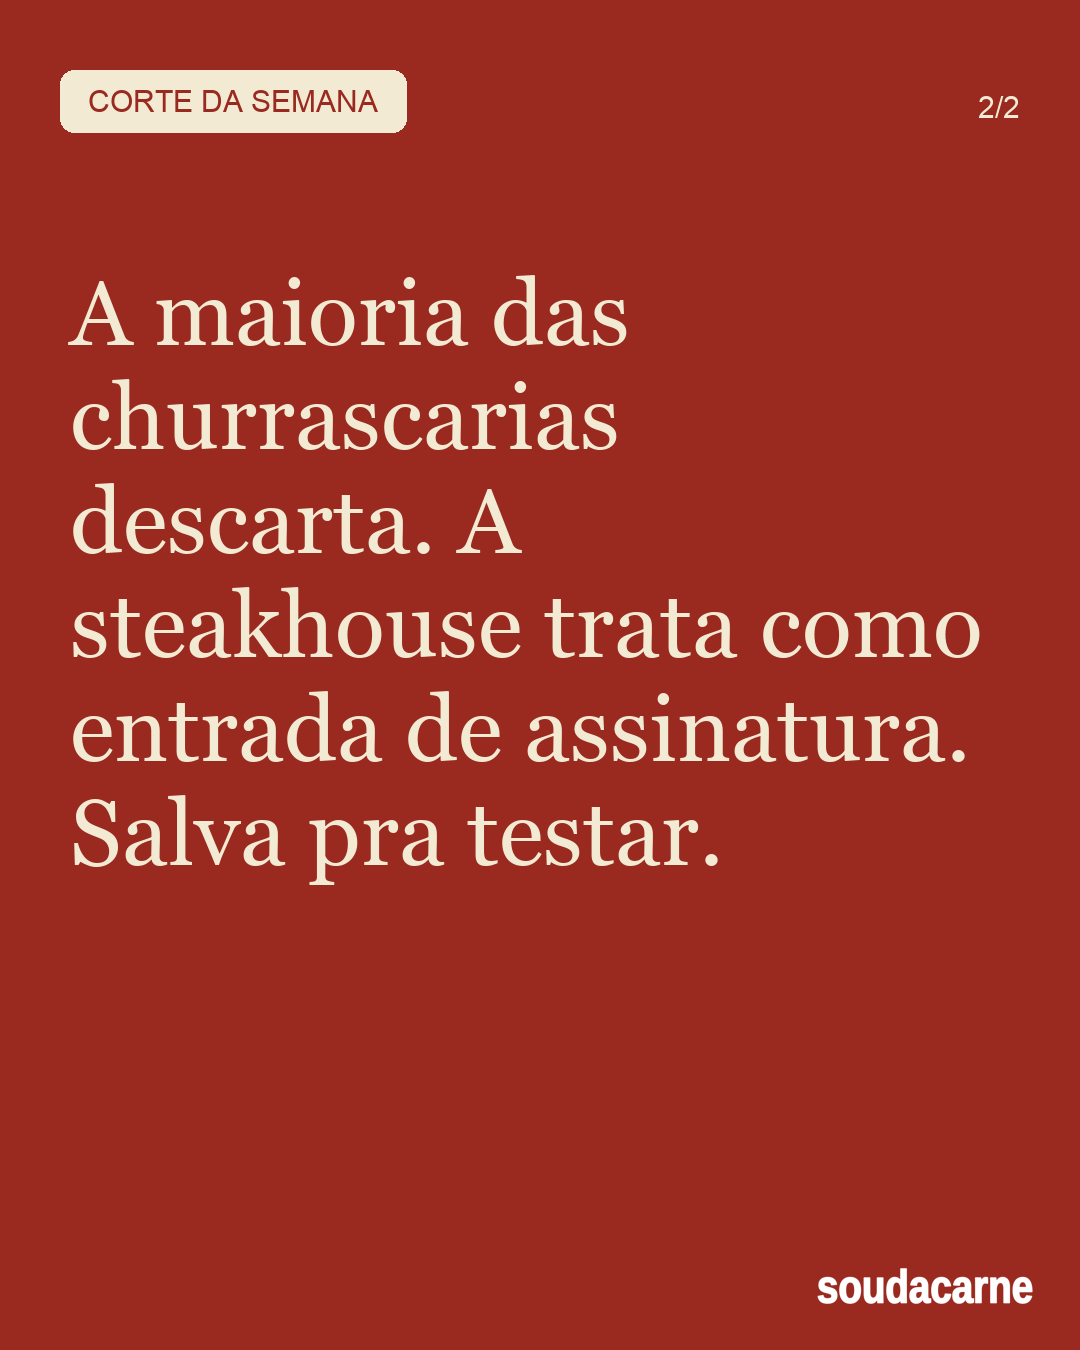 CORTE DA SEMANA
2/2
A maioria das
churrascarias
descarta. A
steakhouse trata como
entrada de assinatura.
Salva pra testar.
soudacarne